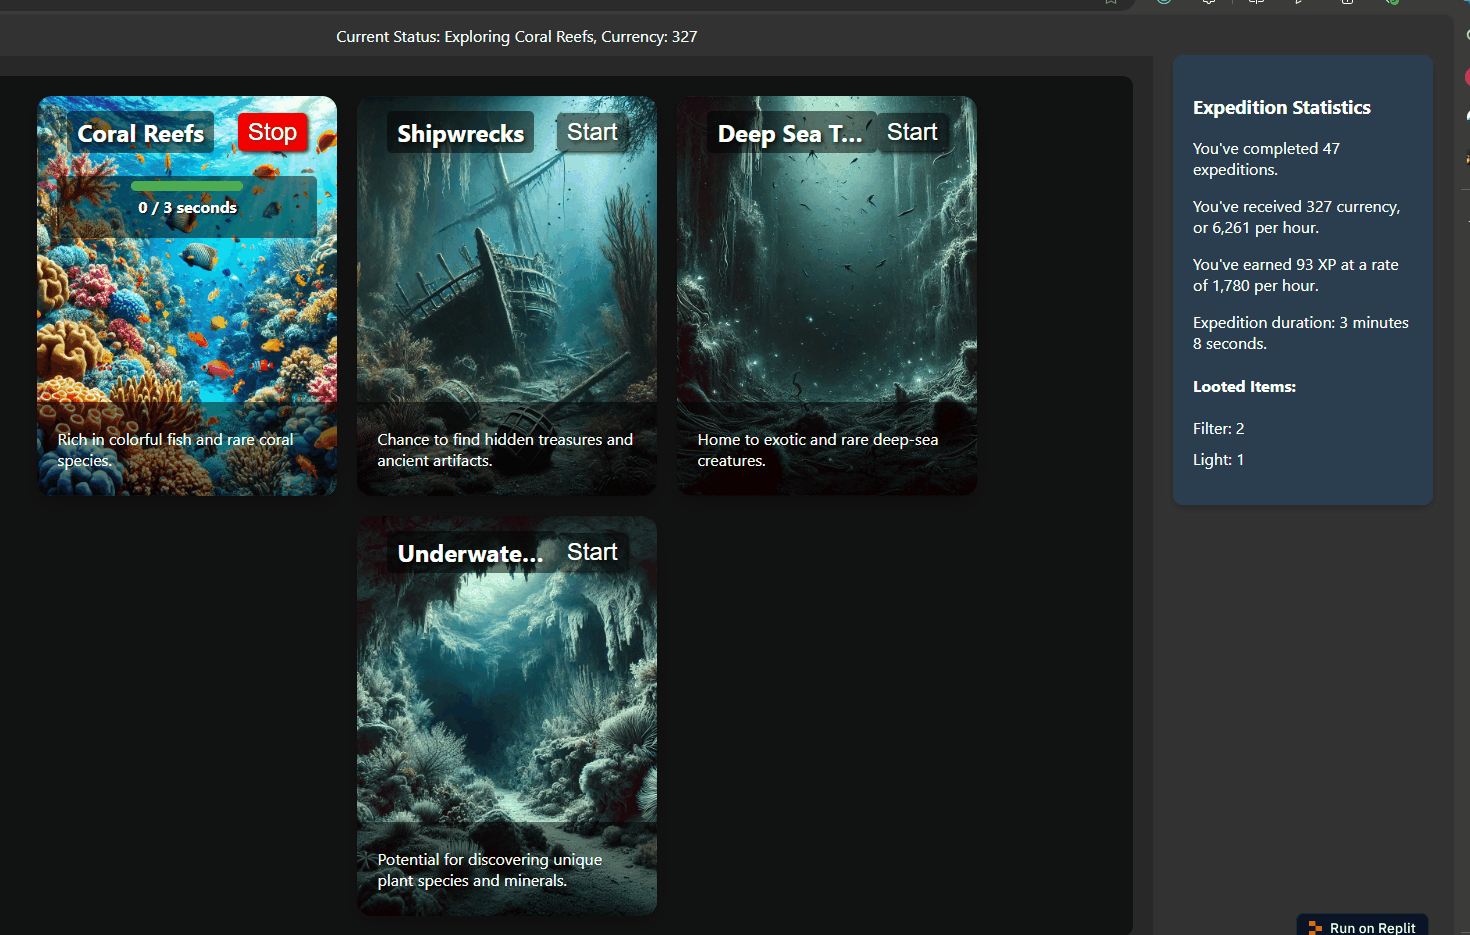 Current Status: Exploring Coral Reefs, Currency: 327
Coral Reefs
Stop
0 / 3 seconds
Rich in colorful fish and rare coral
species.
Shipwrecks
Start
Chance to find hidden treasures and
ancient artifacts.
Deep Sea T...
Start
Home to exotic and rare deep-sea
creatures.
Underwate...
Start
Potential for discovering unique
plant species and minerals.
Expedition Statistics
You've completed 47
expeditions.
You've received 327 currency,
or 6,261 per hour.
You've earned 93 XP at a rate
of 1,780 per hour.
Expedition duration: 3 minutes
8 seconds.
Looted Items:
Filter: 2
Light: 1
Run on Replit